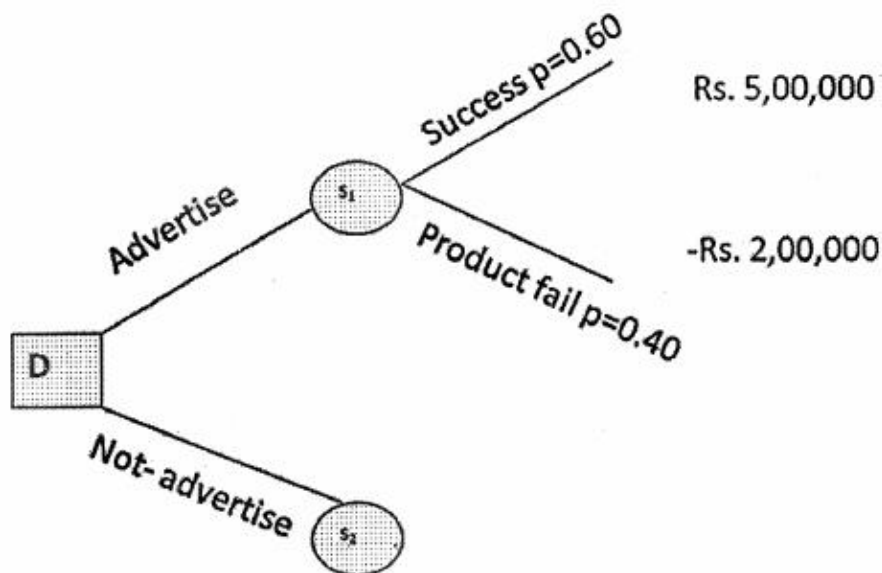 Success p=0.60
Rs. 5,00,000
s₁
Advertise
Product fail p=0.40
-Rs. 2,00,000
D
Not- advertise
s₂